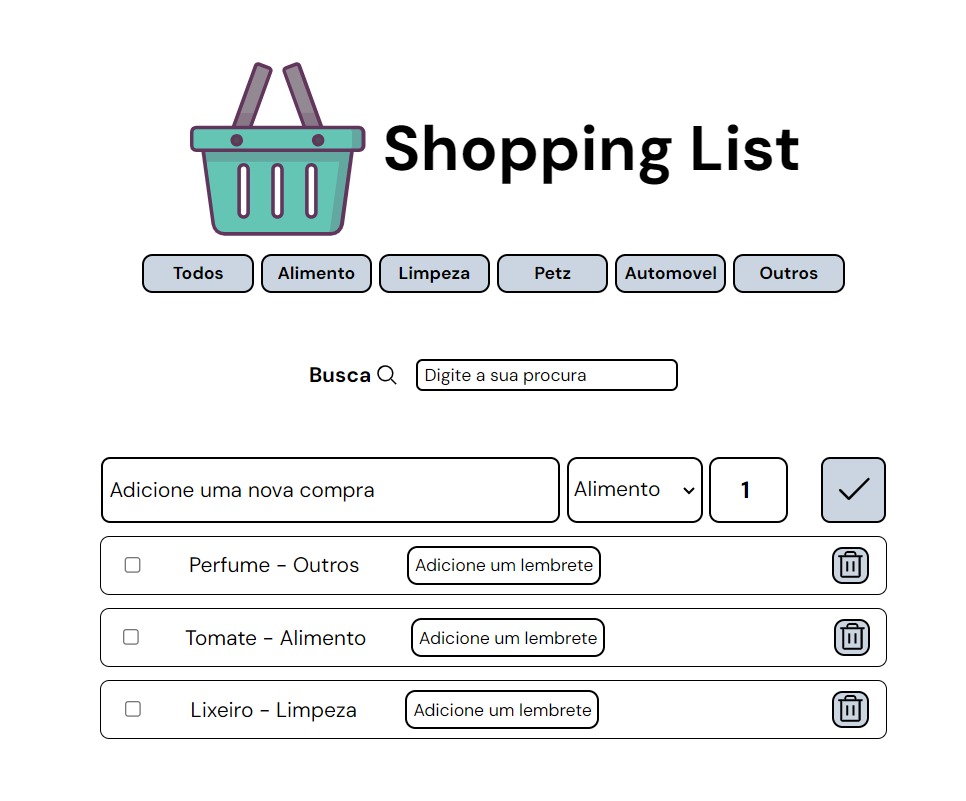 Shopping List
Todos Alimento Limpeza Petz Automovel Outros
Busca Digite a sua procura
Adicione uma nova compra Alimento 1
Perfume - Outros Adicione um lembrete
Tomate - Alimento Adicione um lembrete
Lixeiro - Limpeza Adicione um lembrete